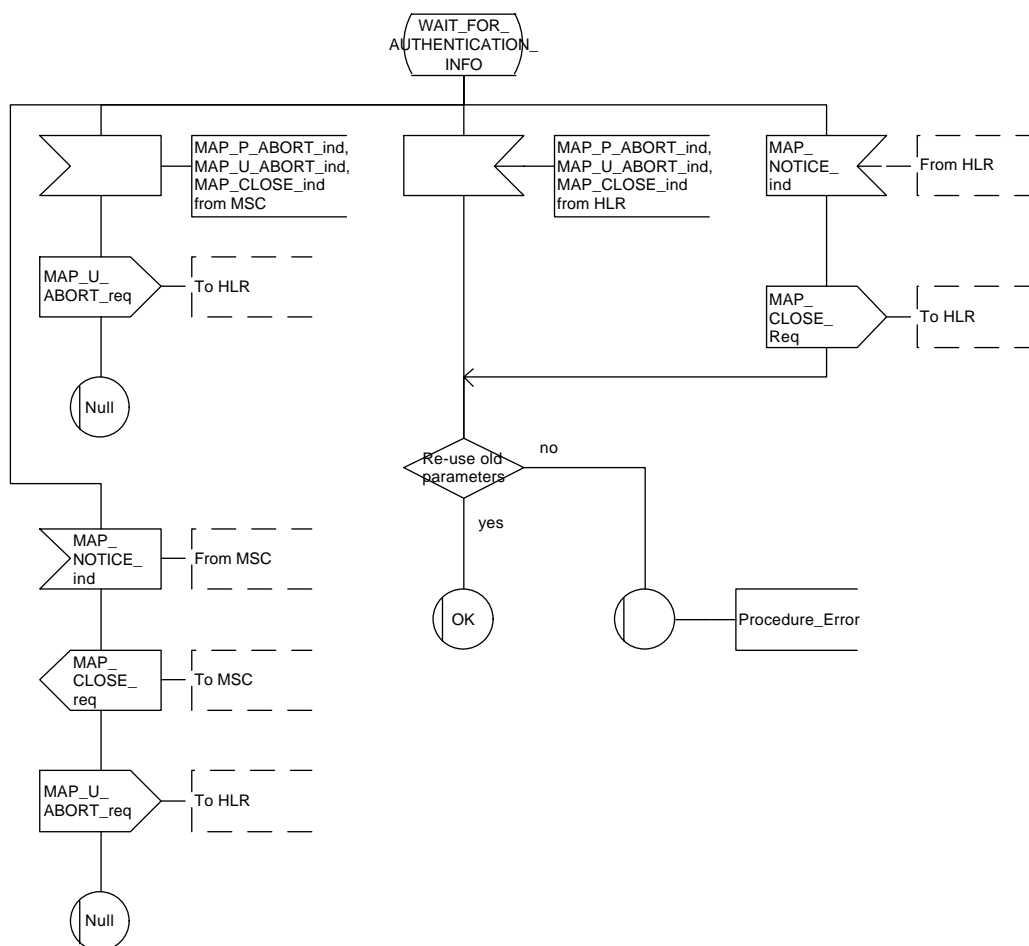 WAIT_FOR_
AUTHENTICATION_
INFO
MAP_P_ABORT_ind,
MAP_U_ABORT_ind,
MAP_CLOSE_ind
from MSC
MAP_P_ABORT_ind,
MAP_U_ABORT_ind,
MAP_CLOSE_ind
from HLR
MAP_
NOTICE_
ind
From HLR
MAP_U_
ABORT_req
To HLR
MAP_
CLOSE_
Req
To HLR
Null
Re-use old
parameters
no
yes
MAP_
NOTICE_
ind
From MSC
OK
Procedure_Error
MAP_
CLOSE_
req
To MSC
MAP_U_
ABORT_req
To HLR
Null